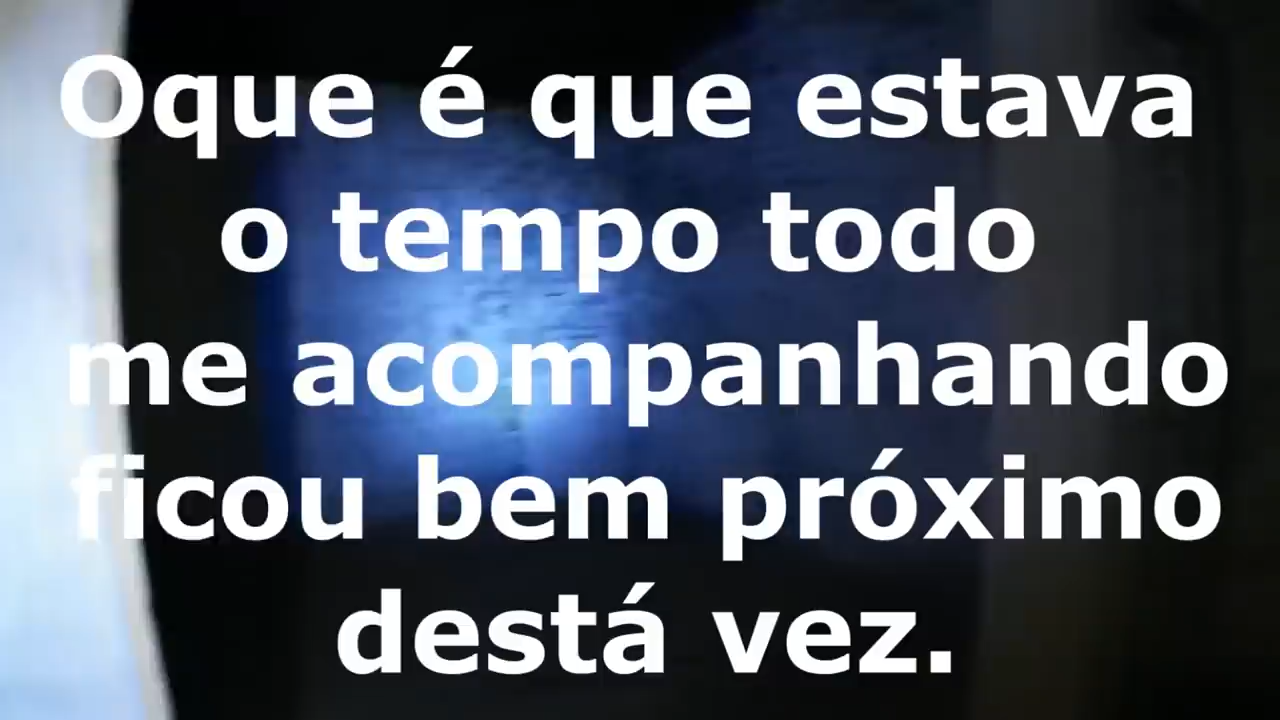 Oque é que estava
o tempo todo
me acompanhando
ficou bem próximo
destá vez.